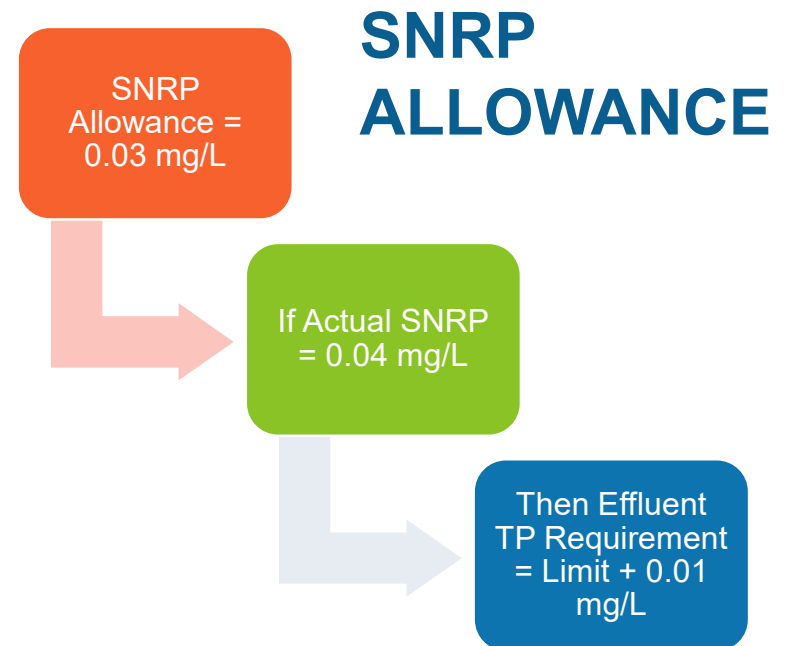 SNRP
ALLOWANCE
SNRP
Allowance =
0.03 mg/L
If Actual SNRP
= 0.04 mg/L
Then Effluent
TP Requirement
= Limit + 0.01
mg/L